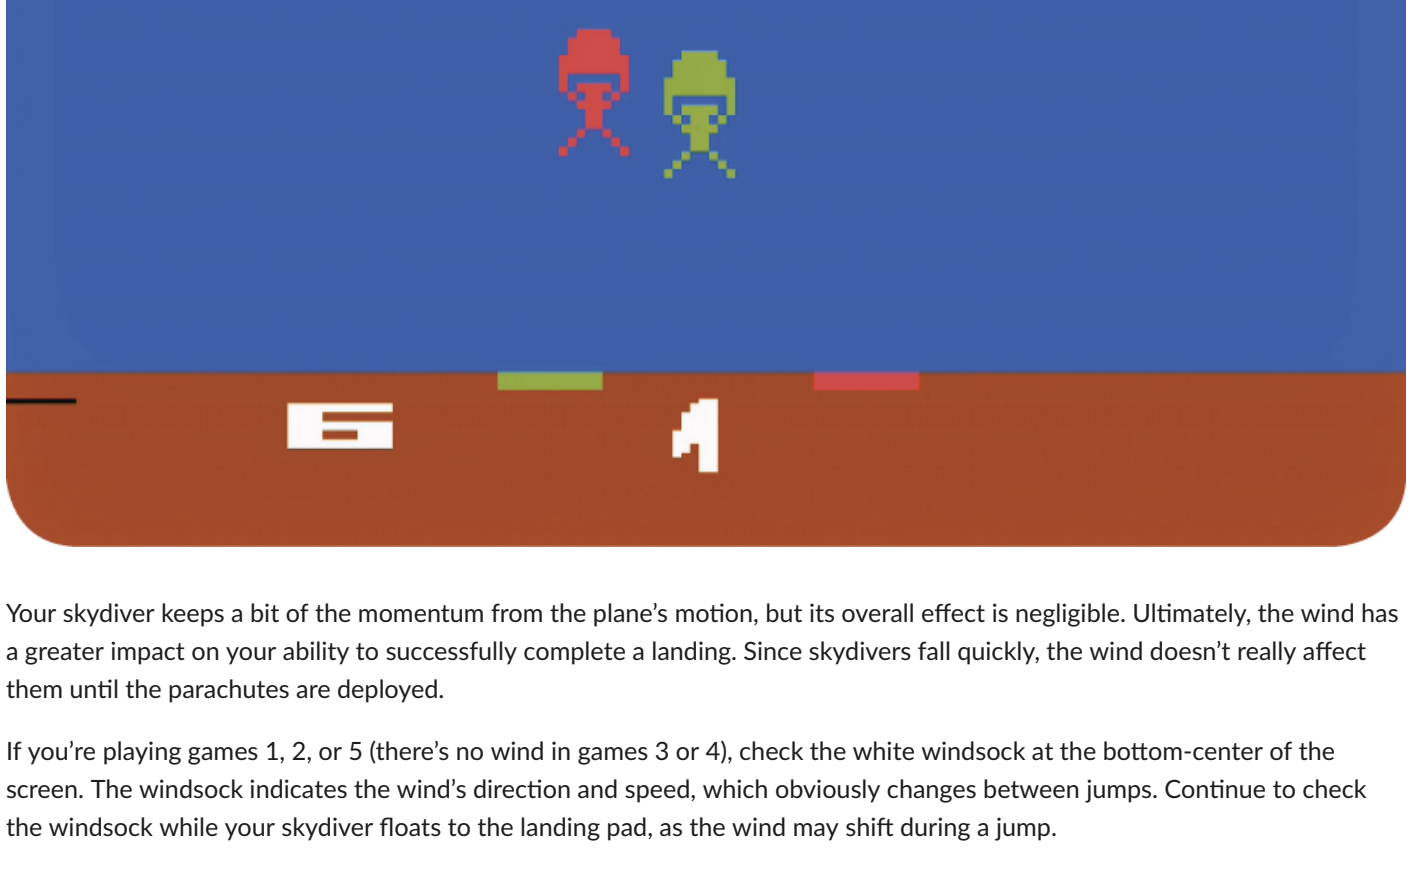 6
Your skydiver keeps a bit of the momentum from the plane’s motion, but its overall effect is negligible. Ultimately, the wind has
a greater impact on your ability to successfully complete a landing. Since skydivers fall quickly, the wind doesn’t really affect
them until the parachutes are deployed.
If you’re playing games 1, 2, or 5 (there’s no wind in games 3 or 4), check the white windsock at the bottom-center of the
screen. The windsock indicates the wind’s direction and speed, which obviously changes between jumps. Continue to check
the windsock while your skydiver floats to the landing pad, as the wind may shift during a jump.